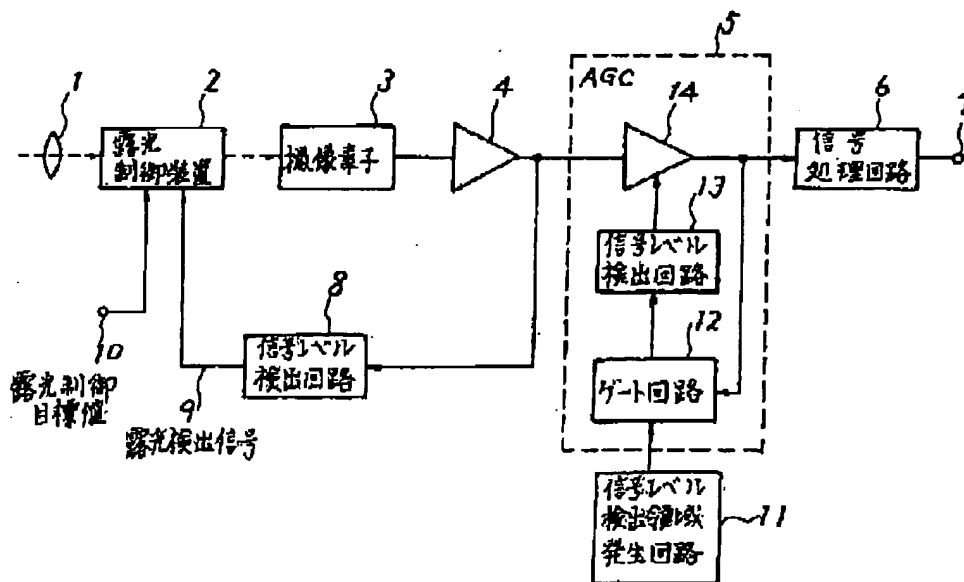 5
AGC
1
2
3
4
14
6
7
露光
制御装置
撮像素子
信号
処理回路
13
信号レベル
検出回路
8
12
信号レベル
検出回路
ゲート回路
10
露光制御
目標値
9
露光検出信号
信号レベル
検出領域
発生回路
11